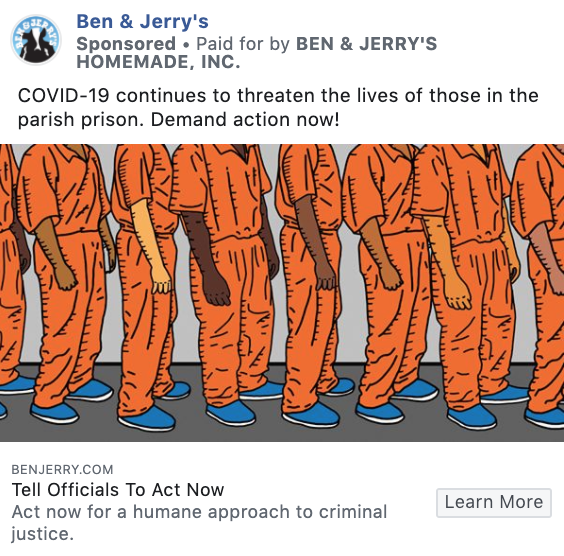 Ben & Jerry's
Sponsored • Paid for by BEN & JERRY'S
HOMEMADE, INC.
COVID-19 continues to threaten the lives of those in the
parish prison. Demand action now!
BENJERRY.COM
Tell Officials To Act Now
Act now for a humane approach to criminal
justice.
Learn More